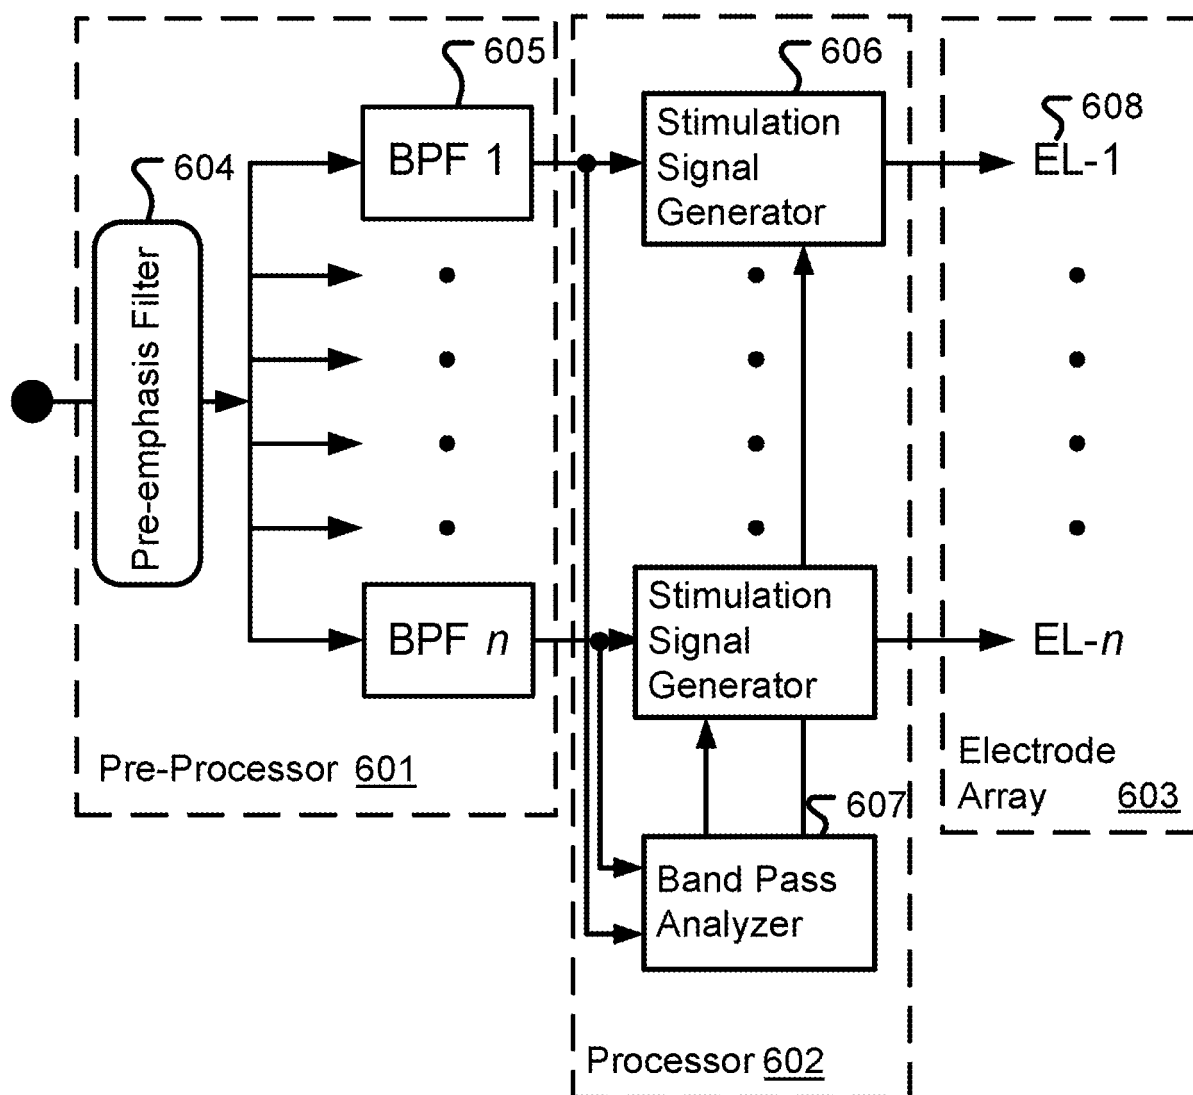 605
606
608
604
BPF 1
Stimulation
Signal
Generator
EL-1
Pre-emphasis Filter
BPF n
Stimulation
Signal
Generator
EL-n
Pre-Processor 601
Electrode
Array 603
607
Band Pass
Analyzer
Processor 602